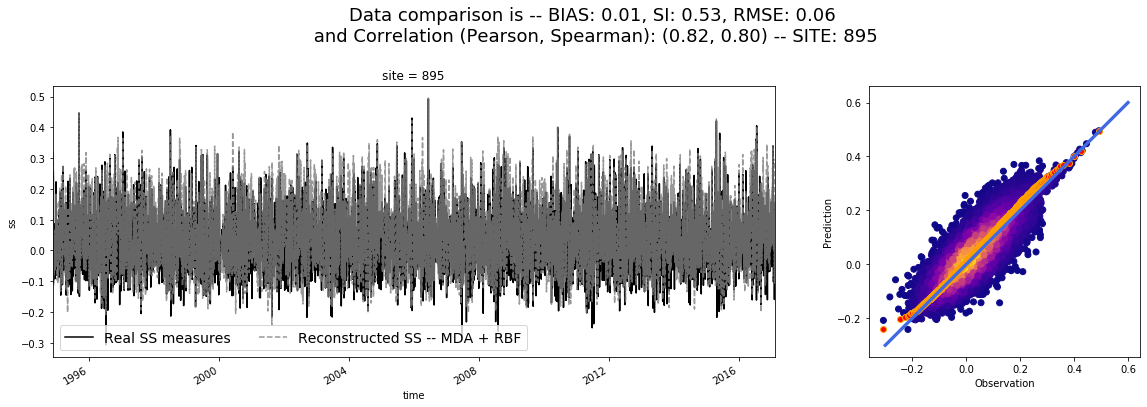 Data comparison is -- BIAS: 0.01, SI: 0.53, RMSE: 0.06
and Correlation (Pearson, Spearman): (0.82, 0.80) -- SITE: 895
site = 895
ss
0.5
0.4
0.3
0.2
0.1
0.0
−0.1
−0.2
−0.3
Real SS measures
Reconstructed SS -- MDA + RBF
1996
2000
2004
2008
2012
2016
time
Prediction
0.6
0.4
0.2
0.0
−0.2
−0.2
0.0
0.2
0.4
0.6
Observation